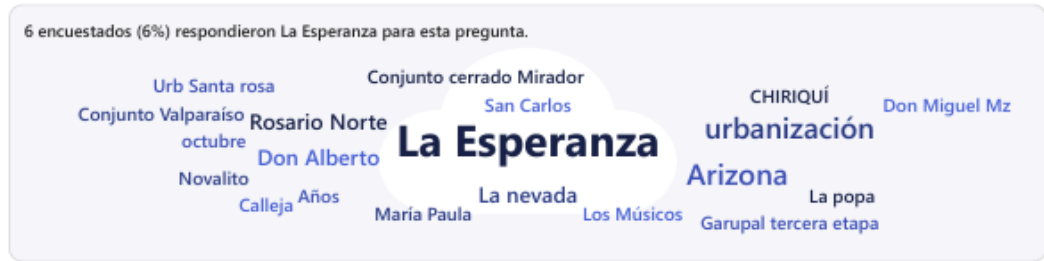 6 encuestados (6%) respondieron La Esperanza para esta pregunta.
Conjunto cerrado Mirador
Urb Santa rosa
CHIRIQUÍ
San Carlos
Don Miguel Mz
Conjunto Valparaíso
Rosario Norte
urbanización
octubre
La Esperanza
Don Alberto
Novalito
Arizona
Años
La nevada
La popa
Calleja
María Paula
Los Músicos
Garupal tercera etapa